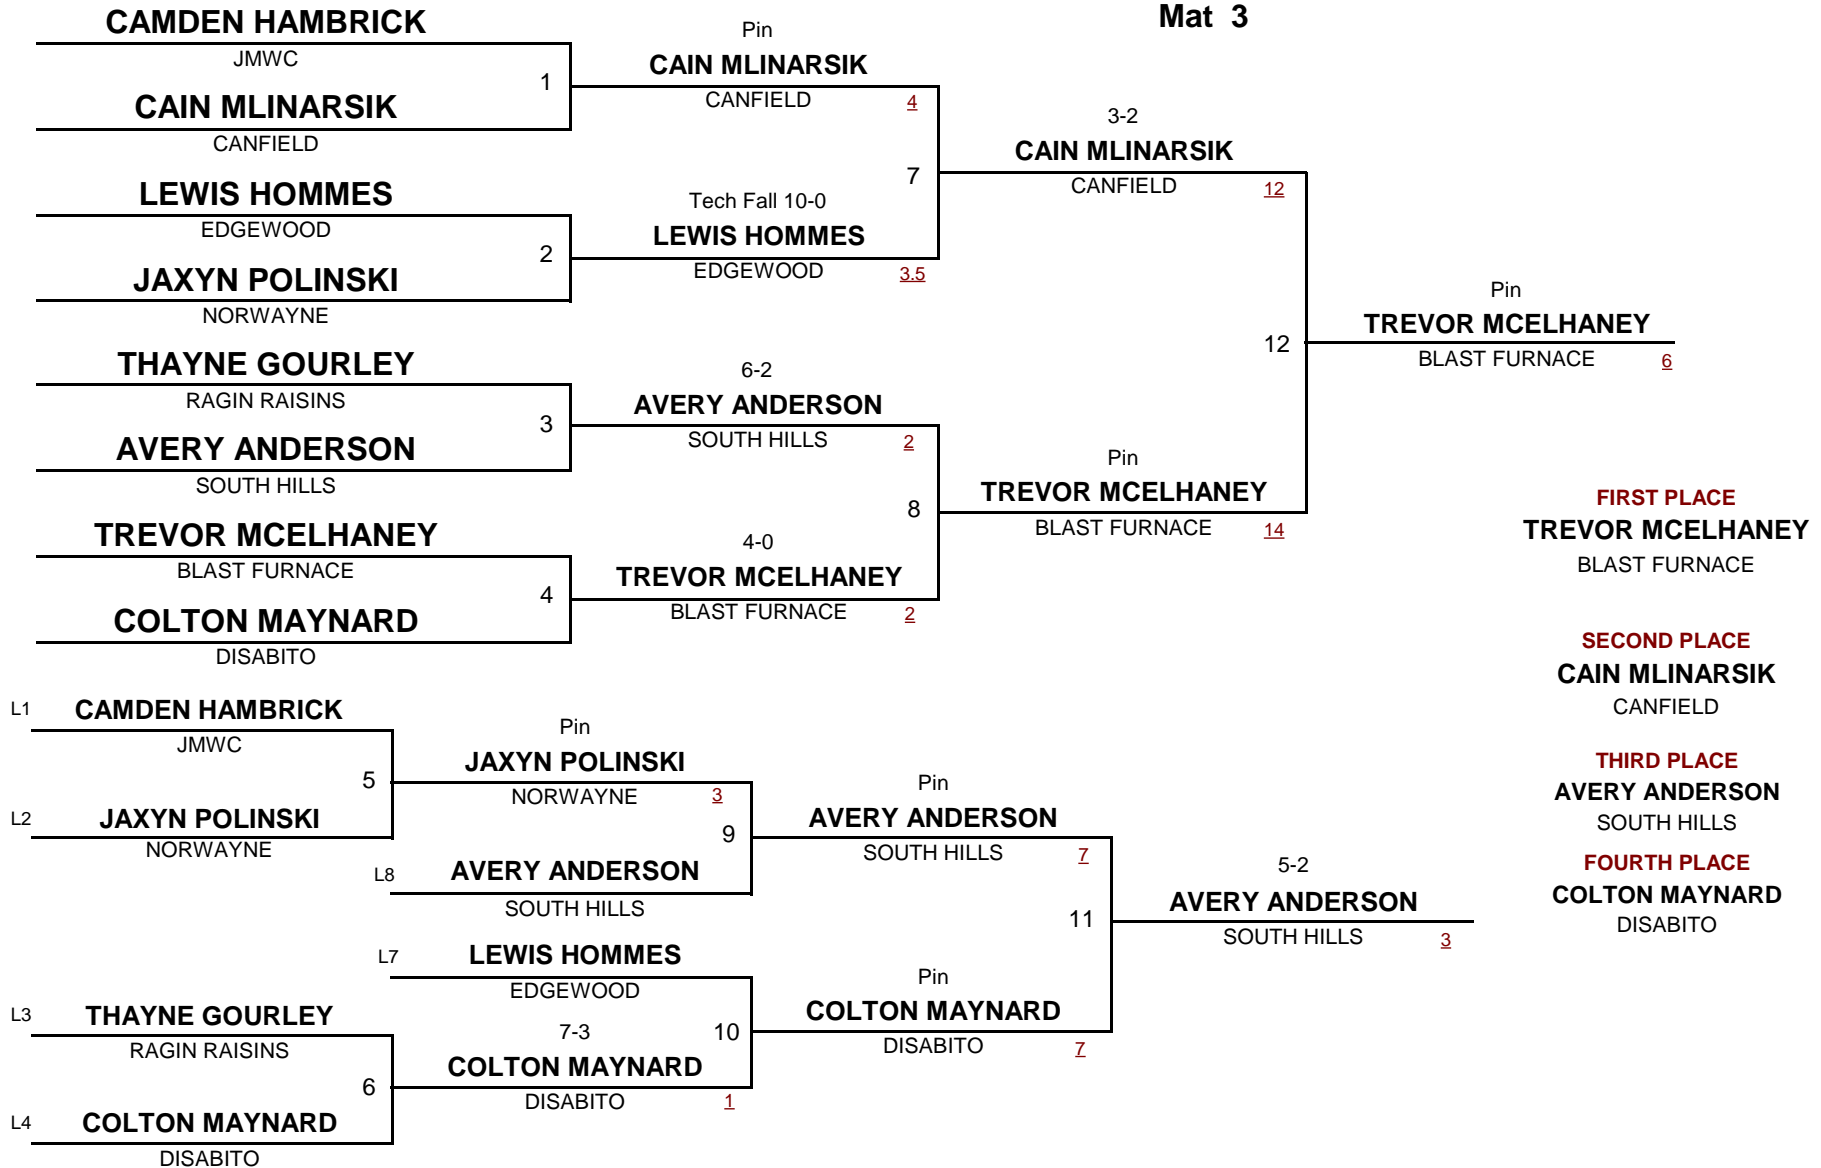 Mat 3
CAMDEN HAMBRICK
JMWC
1
CAIN MLINARSIK
CANFIELD
LEWIS HOMMES
EDGEWOOD
2
JAXYN POLINSKI
NORWAYNE
THAYNE GOURLEY
RAGIN RAISINS
3
AVERY ANDERSON
SOUTH HILLS
TREVOR MCELHANEY
BLAST FURNACE
4
COLTON MAYNARD
DISABITO
Pin
CAIN MLINARSIK
CANFIELD 4
7
Tech Fall 10-0
LEWIS HOMMES
EDGEWOOD 3.5
6-2
AVERY ANDERSON
SOUTH HILLS 2
8
4-0
TREVOR MCELHANEY
BLAST FURNACE 2
3-2
CAIN MLINARSIK
CANFIELD 12
12
Pin
TREVOR MCELHANEY
BLAST FURNACE 14
Pin
TREVOR MCELHANEY
BLAST FURNACE 6
L1 CAMDEN HAMBRICK
JMWC
5
L2 JAXYN POLINSKI
NORWAYNE
L3 THAYNE GOURLEY
RAGIN RAISINS
6
L4 COLTON MAYNARD
DISABITO
Pin
JAXYN POLINSKI
NORWAYNE 3
9
L8 AVERY ANDERSON
SOUTH HILLS
L7 LEWIS HOMMES
EDGEWOOD
10
7-3
COLTON MAYNARD
DISABITO 1
Pin
AVERY ANDERSON
SOUTH HILLS 7
11
Pin
COLTON MAYNARD
DISABITO 7
5-2
AVERY ANDERSON
SOUTH HILLS 3
FIRST PLACE
TREVOR MCELHANEY
BLAST FURNACE
SECOND PLACE
CAIN MLINARSIK
CANFIELD
THIRD PLACE
AVERY ANDERSON
SOUTH HILLS
FOURTH PLACE
COLTON MAYNARD
DISABITO